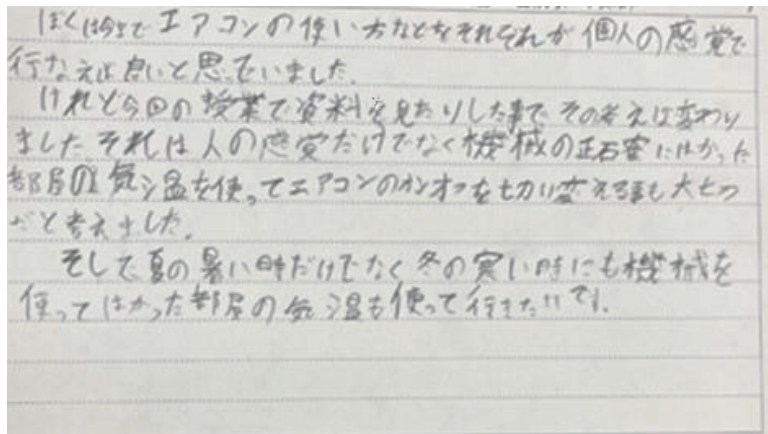 ぼくは今までエアコンの使い方などをそれぞれが個人の感覚で
行なえば良いと思っていました。
けれど今回の授業で資料を見たりした事でその考えは変わり
ました。それは人の感覚だけでなく機械の正確にはかった
部屋の気温を使ってエアコンのオンオフを切り変える事も大切
だと考えました。
そして、夏の暑い時だけでなく冬の寒い時にも機械を
使ってはかった部屋の気温も使って行きたいです。